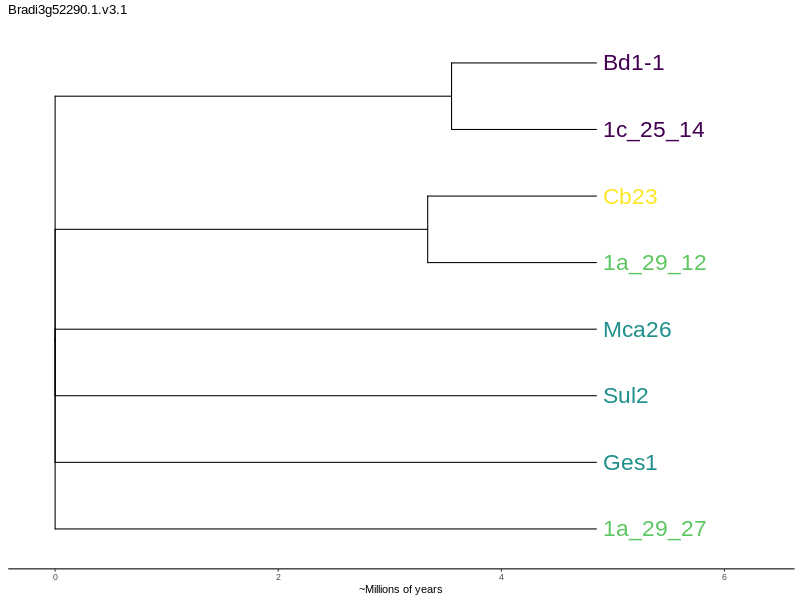 Bradi3g52290.1.v3.1
Bd1-1
1c_25_14
Cb23
1a_29_12
Mca26
Sul2
Ges1
1a_29_27
0 2 4 6
~Millions of years